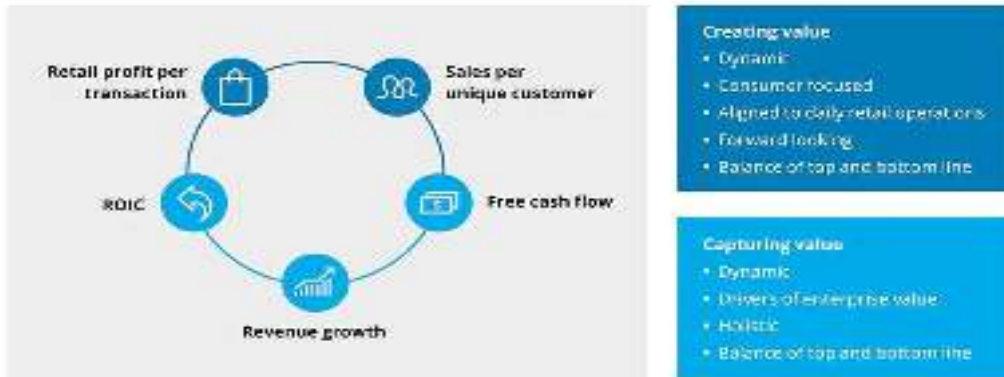 Retail profit per
transaction
Sales per
unique customer
ROIC
Free cash flow
Revenue growth
Creating value
• Dynamic
• Consumer focused
• Aligned to daily retail operations
• Forward looking
• Balance of top and bottom line
Capturing value
• Dynamic
• Drivers of enterprise value
• Holistic
• Balance of top and bottom line